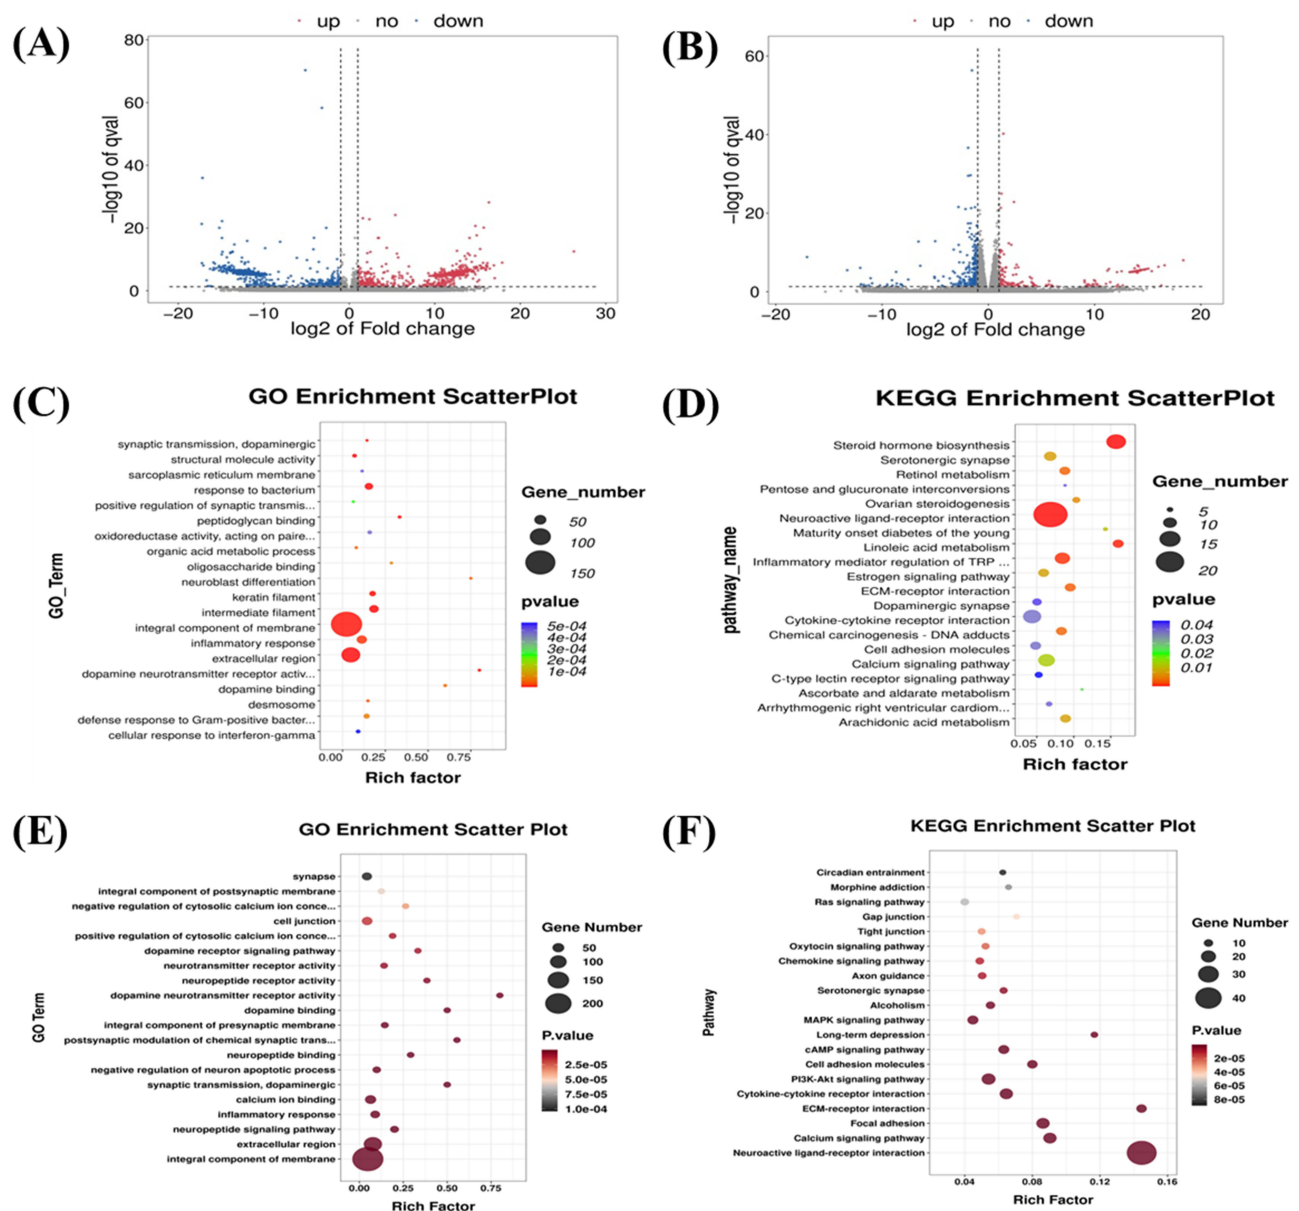 (A)
up no down
80
60
40
20
0
−log10 of qval
−20 −10 0 10 20 30
log2 of Fold change
(B)
up no down
60
40
20
0
−log10 of qval
−20 −10 0 10 20
log2 of Fold change
(C)
GO Enrichment ScatterPlot
GO_Term
synaptic transmission, dopaminergic
structural molecule activity
sarcoplasmic reticulum membrane
response to bacterium
positive regulation of synaptic transmis...
peptidoglycan binding
oxidoreductase activity, acting on paire...
organic acid metabolic process
oligosaccharide binding
neuroblast differentiation
keratin filament
intermediate filament
integral component of membrane
inflammatory response
extracellular region
dopamine neurotransmitter receptor activ...
dopamine binding
desmosome
defense response to Gram-positive bacter...
cellular response to interferon-gamma
0.00 0.25 0.50 0.75
Rich factor
Gene_number
50
100
150
pvalue
5e-04
4e-04
3e-04
2e-04
1e-04
(D)
KEGG Enrichment ScatterPlot
pathway_name
Steroid hormone biosynthesis
Serotonergic synapse
Retinol metabolism
Pentose and glucuronate interconversions
Ovarian steroidogenesis
Neuroactive ligand-receptor interaction
Maturity onset diabetes of the young
Linoleic acid metabolism
Inflammatory mediator regulation of TRP ...
Estrogen signaling pathway
ECM-receptor interaction
Dopaminergic synapse
Cytokine-cytokine receptor interaction
Chemical carcinogenesis - DNA adducts
Cell adhesion molecules
Calcium signaling pathway
C-type lectin receptor signaling pathway
Ascorbate and aldarate metabolism
Arrhythmogenic right ventricular cardiom...
Arachidonic acid metabolism
0.05 0.10 0.15
Rich factor
Gene_number
5
10
15
20
pvalue
0.04
0.03
0.02
0.01
(E)
GO Enrichment Scatter Plot
GO Term
synapse
integral component of postsynaptic membrane
negative regulation of cytosolic calcium ion conce...
cell junction
positive regulation of cytosolic calcium ion conce...
dopamine receptor signaling pathway
neurotransmitter receptor activity
neuropeptide receptor activity
dopamine neurotransmitter receptor activity
dopamine binding
integral component of presynaptic membrane
postsynaptic modulation of chemical synaptic trans...
neuropeptide binding
negative regulation of neuron apoptotic process
synaptic transmission, dopaminergic
calcium ion binding
inflammatory response
neuropeptide signaling pathway
extracellular region
integral component of membrane
0.00 0.25 0.50 0.75
Rich Factor
Gene Number
50
100
150
200
P.value
2.5e-05
5.0e-05
7.5e-05
1.0e-04
(F)
KEGG Enrichment Scatter Plot
Pathway
Circadian entrainment
Morphine addiction
Ras signaling pathway
Gap junction
Tight junction
Oxytocin signaling pathway
Chemokine signaling pathway
Axon guidance
Serotonergic synapse
Alcoholism
MAPK signaling pathway
Long-term depression
cAMP signaling pathway
Cell adhesion molecules
PI3K-Akt signaling pathway
Cytokine-cytokine receptor interaction
ECM-receptor interaction
Focal adhesion
Calcium signaling pathway
Neuroactive ligand-receptor interaction
0.04 0.08 0.12 0.16
Rich Factor
Gene Number
10
20
30
40
P.value
2e-05
4e-05
6e-05
8e-05